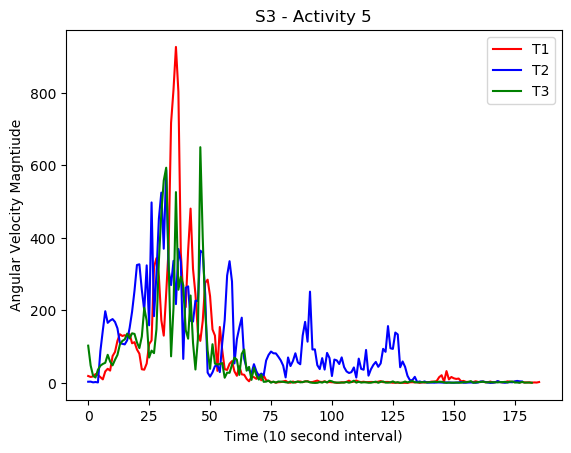 S3 - Activity 5
T1
T2
T3
Angular Velocity Magntiude
800
600
400
200
0
0 25 50 75 100 125 150 175
Time (10 second interval)